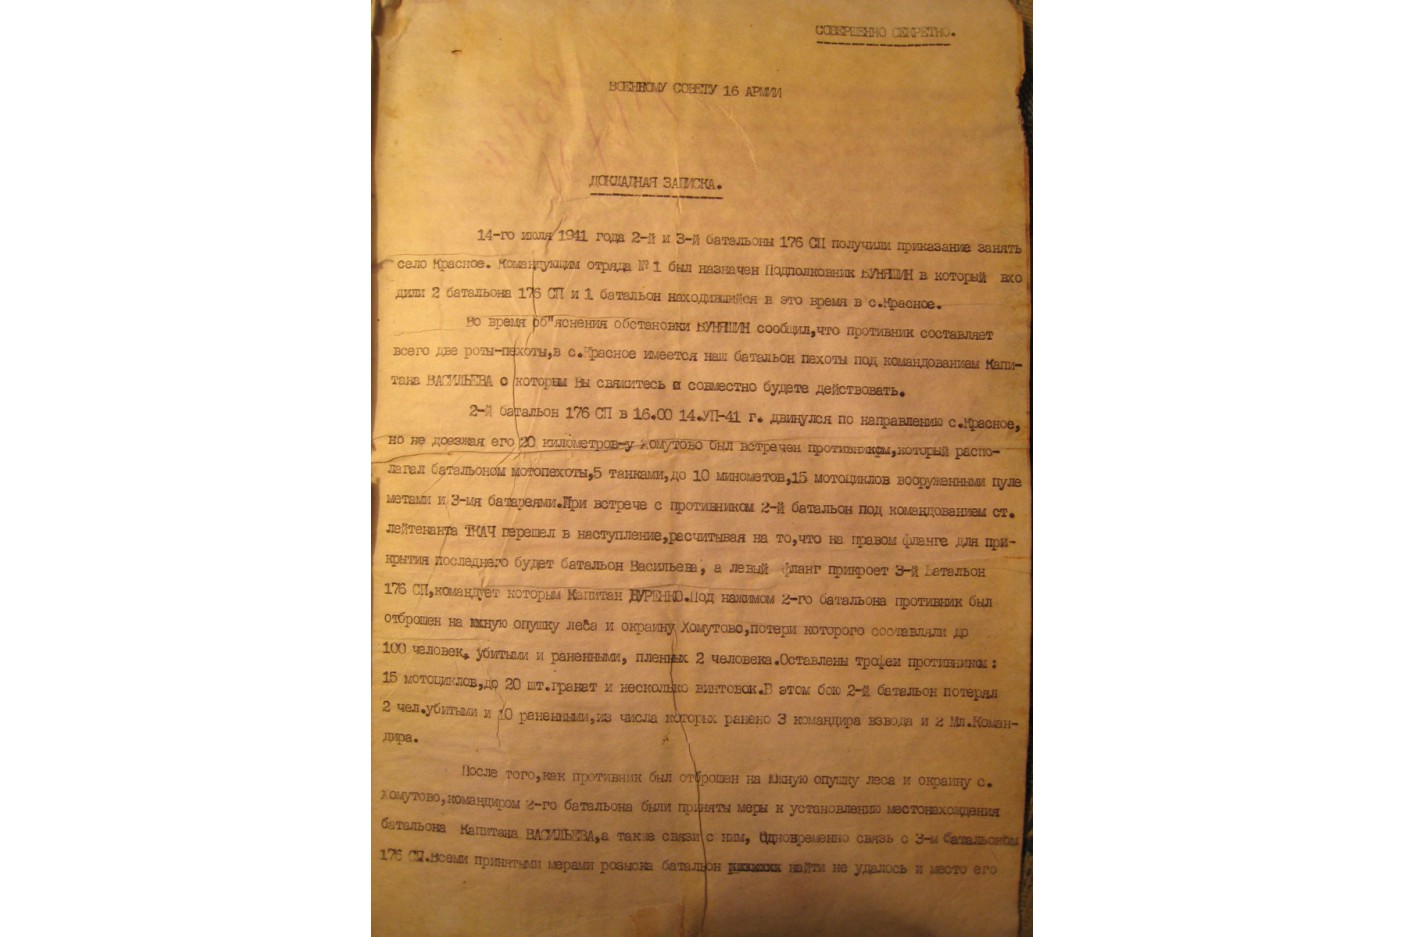 СОВЕРШЕННО СЕКРЕТНО.
ВОЕННОМУ СОВЕТУ 16 АРМИИ
ДОКЛАДНАЯ ЗАПИСКА.
14-го июля 1941 года 2-й и 3-й батальоны 176 СП получили приказание занять
село Красное. Командующим отряда № 1 был назначен Подполковник БУНЯШИН в который вхо
дили 2 батальона 176 СП и 1 батальон находившийся в это время в с.Красное.
Во время об"яснения обстановки БУНЯШИН сообщил,что противник составляет
всего две роты-пехоты,в с.Красное имеется наш батальон пехоты под командованием Капи-
тана ВАСИЛЬЕВА с которым Вы свяжитесь и совместно будете действовать.
2-й батальон 176 СП в 16.00 14.УП-41 г. двинулся по направлению с.Красное,
но не доезжая его 20 километров-у Хомутово был встречен противником,который распо-
лагал батальоном мотопехоты,5 танками,до 10 минометов,15 мотоциклов вооруженными пуле
метами и 3-мя батареями.При встрече с противником 2-й батальон под командованием ст.
лейтенанта ТКАЧ перешел в наступление,расчитывая на то,что на правом фланге для при-
крытия последнего будет батальон Васильева, а левый фланг прикроет 3-й Батальон
176 СП,командует которым Капитан БУРЕНКО.Под нажимом 2-го батальона противник был
отброшен на южную опушку леса и окраину Хомутово,потери которого составляли до
100 человек. убитыми и раненными, пленных 2 человека.Оставлены трофеи противником:
15 мотоциклов,до 20 шт.гранат и несколько винтовок.В этом бою 2-й батальон потерял
2 чел.убитыми и 10 раненными,из числа которых ранено 3 командира взвода и 2 Мл.Коман-
дира.
После того,как противник был отброшен на южную опушку леса и окраину с.
Хомутово,командиром 2-го батальона были приняты меры к установлению местонахождения
батальона Капитана ВАСИЛЬЕВА,а также связи с ним, Одновременно связь с 3-м батальоном
176 СП.Всеми принятыми мерами розыска батальон найти не удалось и место его